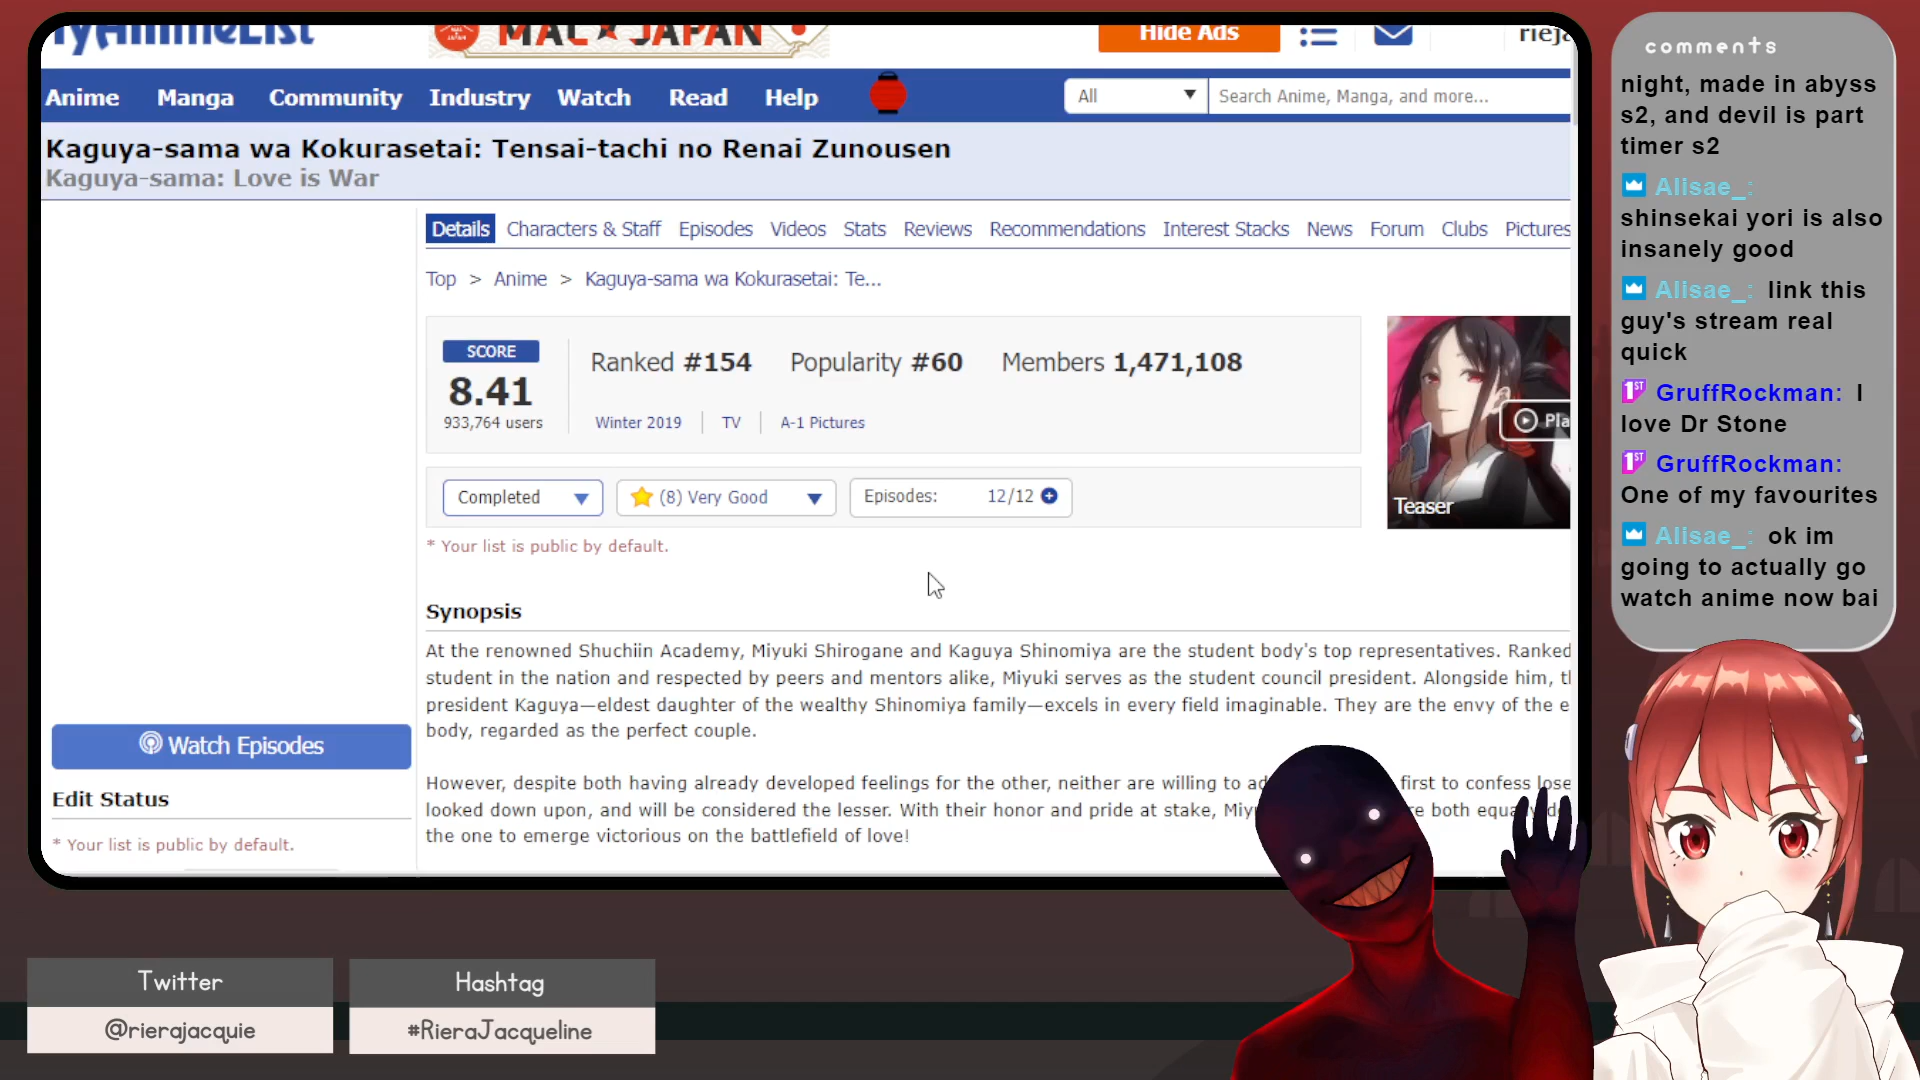 MyAnimeList
MAL★JAPAN
Hide Ads
rieja
Anime Manga Community Industry Watch Read Help
All
Search Anime, Manga, and more...
Kaguya-sama wa Kokurasetai: Tensai-tachi no Renai Zunousen
Kaguya-sama: Love is War
Details Characters & Staff Episodes Videos Stats Reviews Recommendations Interest Stacks News Forum Clubs Pictures
Top > Anime > Kaguya-sama wa Kokurasetai: Te...
SCORE
8.41
933,764 users
Ranked #154 Popularity #60 Members 1,471,108
Winter 2019 TV A-1 Pictures
Completed
(8) Very Good
Episodes: 12/12
* Your list is public by default.
Pla
Teaser
Synopsis
At the renowned Shuchiin Academy, Miyuki Shirogane and Kaguya Shinomiya are the student body's top representatives. Ranked
student in the nation and respected by peers and mentors alike, Miyuki serves as the student council president. Alongside him, t
president Kaguya—eldest daughter of the wealthy Shinomiya family—excels in every field imaginable. They are the envy of the e
body, regarded as the perfect couple.
However, despite both having already developed feelings for the other, neither are willing to ad first to confess lose
looked down upon, and will be considered the lesser. With their honor and pride at stake, Miyu re both equa
the one to emerge victorious on the battlefield of love!
Watch Episodes
Edit Status
* Your list is public by default.
comments
night, made in abyss
s2, and devil is part
timer s2
Alisae_:
shinsekai yori is also
insanely good
Alisae_: link this
guy's stream real
quick
1ST GruffRockman: I
love Dr Stone
1ST GruffRockman:
One of my favourites
Alisae_: ok im
going to actually go
watch anime now bai
Twitter
@rierajacquie
Hashtag
#RieraJacqueline